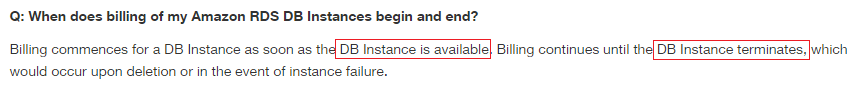 Q: When does billing of my Amazon RDS DB Instances begin and end?
Billing commences for a DB Instance as soon as the DB Instance is available. Billing continues until the DB Instance terminates, which
would occur upon deletion or in the event of instance failure.